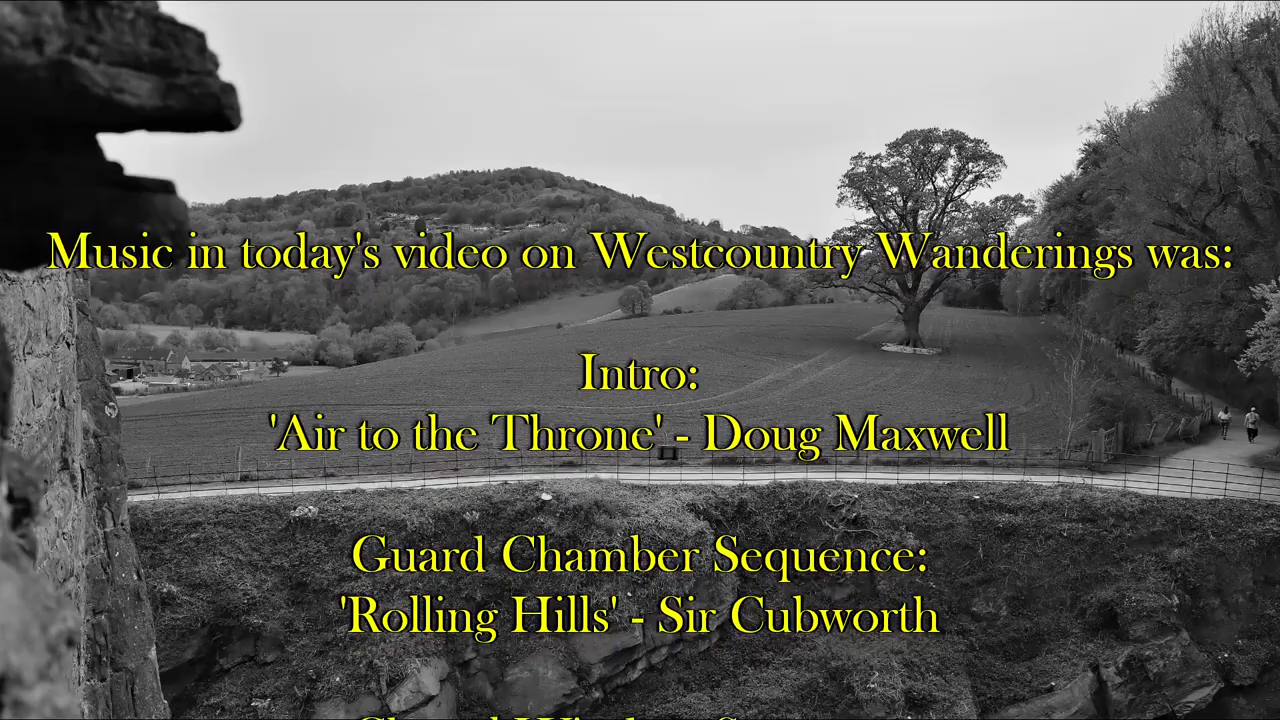 Music in today's video on Westcountry Wanderings was:
Intro:
'Air to the Throne' - Doug Maxwell
Guard Chamber Sequence:
'Rolling Hills' - Sir Cubworth